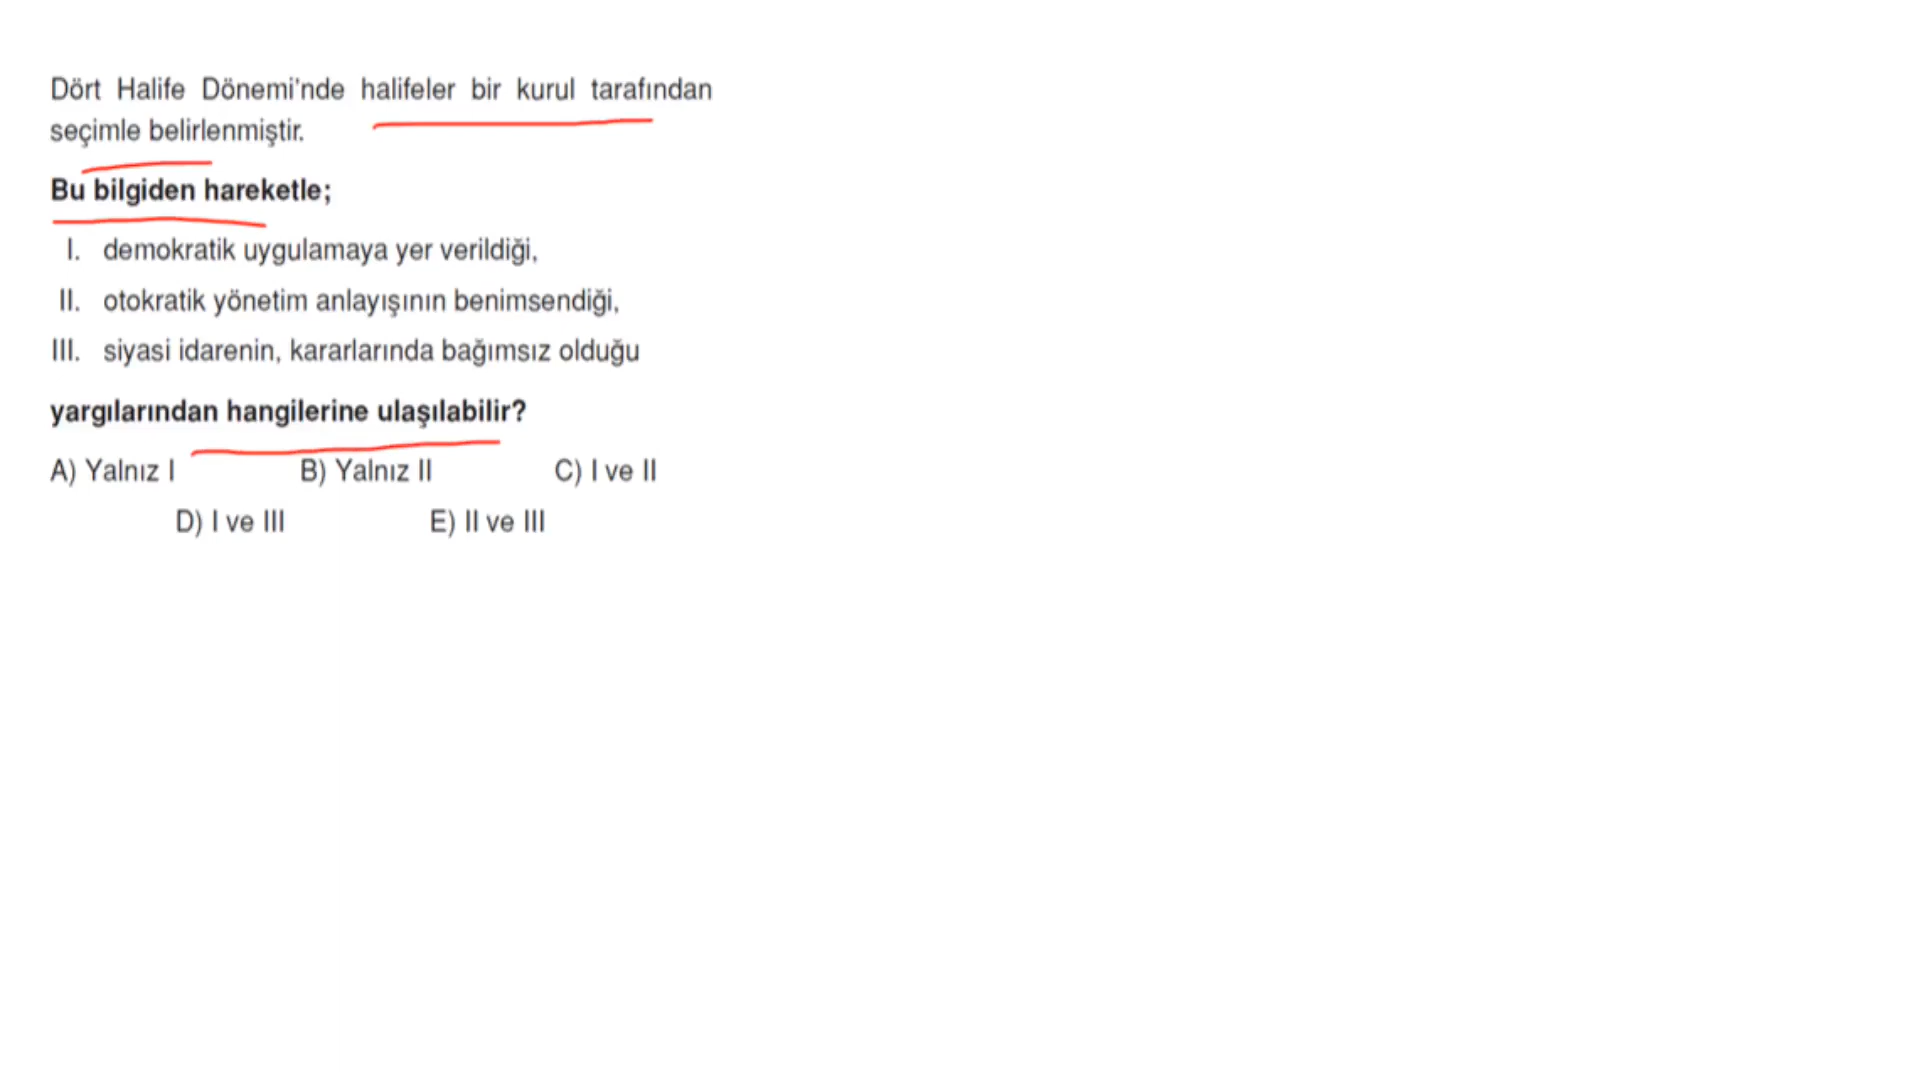 Dört Halife Dönemi'nde halifeler bir kurul tarafından
seçimle belirlenmiştir.
Bu bilgiden hareketle;
I. demokratik uygulamaya yer verildiği,
II. otokratik yönetim anlayışının benimsendiği,
III. siyasi idarenin, kararlarında bağımsız olduğu
yargılarından hangilerine ulaşılabilir?
A) Yalnız I B) Yalnız II C) I ve II
D) I ve III E) II ve III